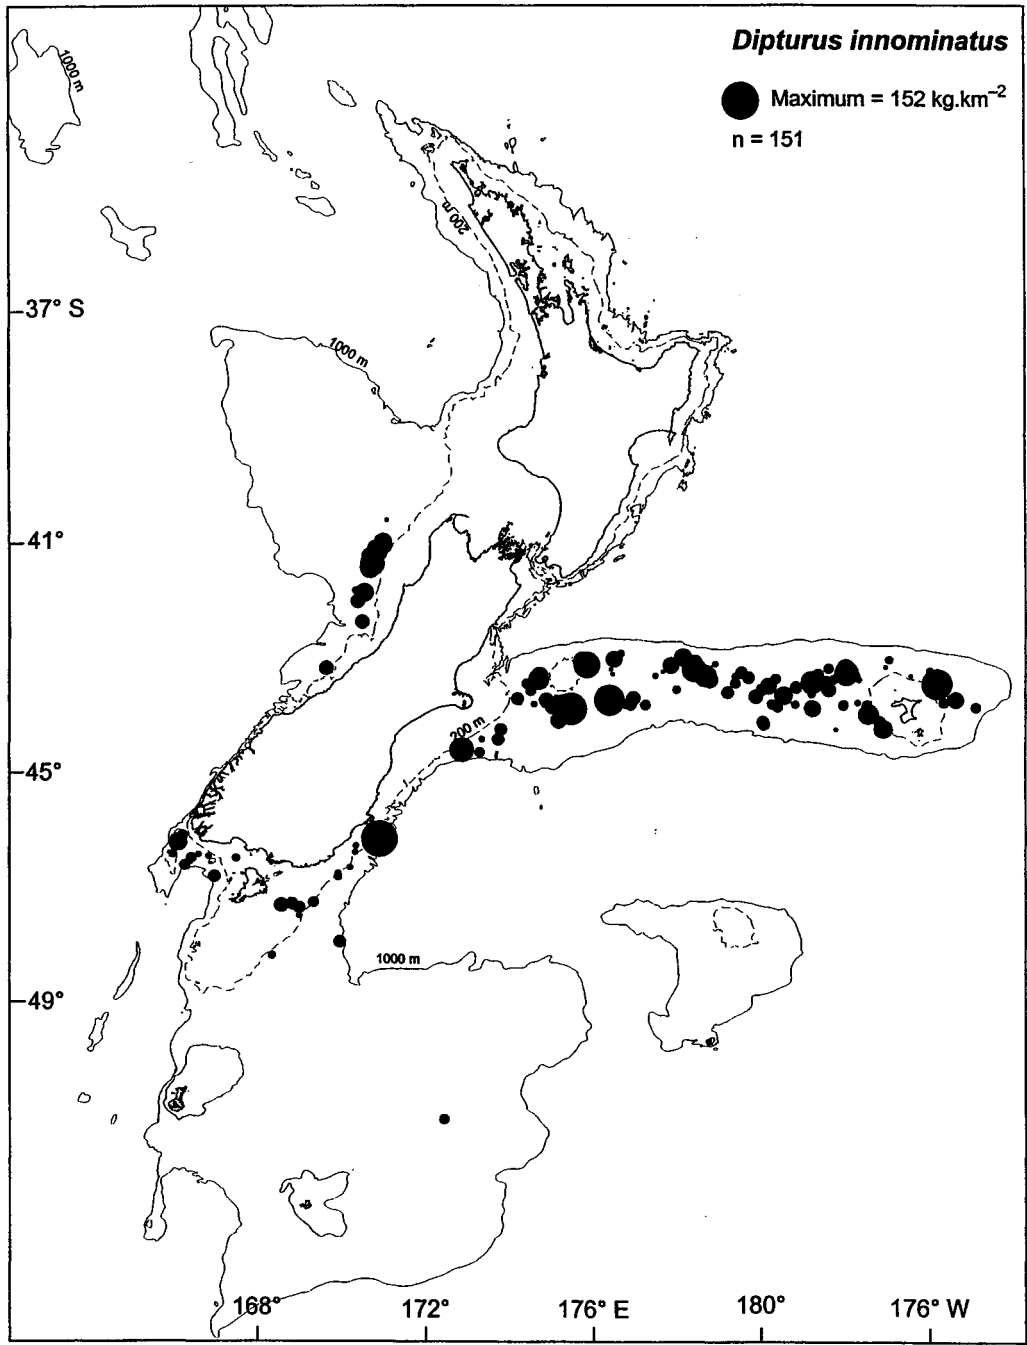 Dipturus innominatus
Maximum = 152 kg.km⁻²
n = 151
1000 m
200 m
37° S
1000 m
41°
200 m
45°
1000 m
49°
168°
172°
176° E
180°
176° W